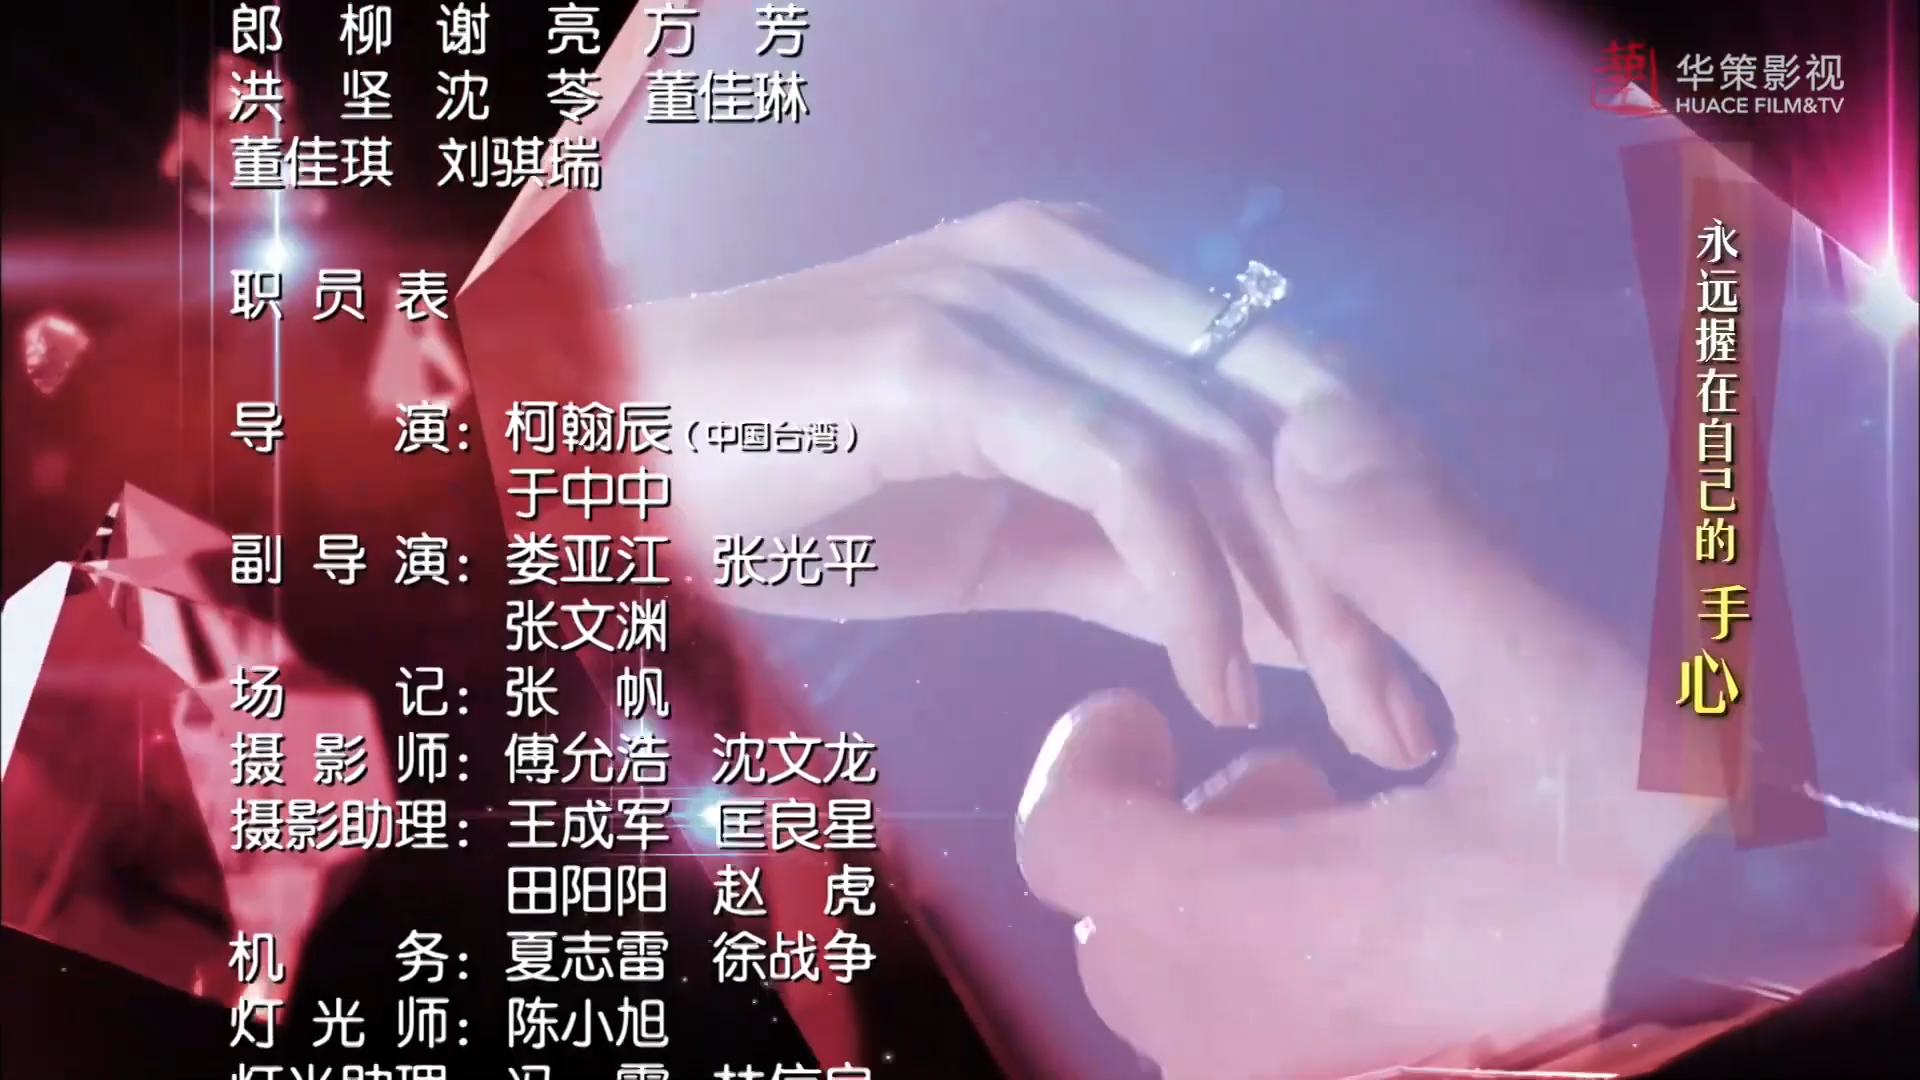 郎 柳 谢 亮 方 芳
洪 坚 沈 苓 董佳琳
董佳琪 刘骐瑞
职 员 表
导 演：柯翰辰（中国台湾）
于中中
副 导 演：娄亚江 张光平
张文渊
场 记：张 帆
摄 影 师：傅允浩 沈文龙
摄影助理：王成军 匡良星
田阳阳 赵 虎
机 务：夏志雷 徐战争
灯 光 师：陈小旭
灯光助理
华策影视
HUACE FILM&TV
永远握在自己的手心